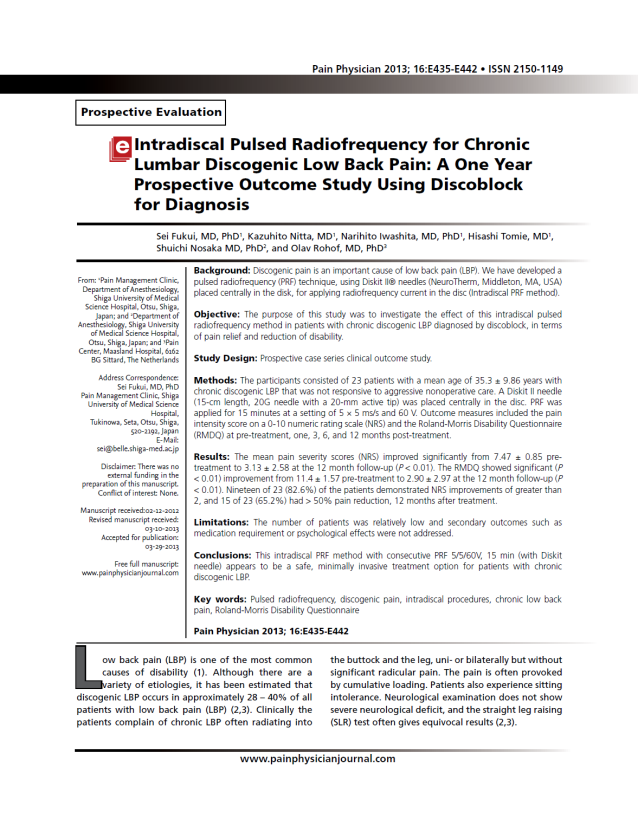 Pain Physician 2013; 16:E435-E442 • ISSN 2150-1149
Prospective Evaluation
e Intradiscal Pulsed Radiofrequency for Chronic
Lumbar Discogenic Low Back Pain: A One Year
Prospective Outcome Study Using Discoblock
for Diagnosis
Sei Fukui, MD, PhD¹, Kazuhito Nitta, MD¹, Narihito Iwashita, MD, PhD¹, Hisashi Tomie, MD¹,
Shuichi Nosaka MD, PhD², and Olav Rohof, MD, PhD³
From: ¹Pain Management Clinic,
Department of Anesthesiology,
Shiga University of Medical
Science Hospital, Otsu, Shiga,
Japan; and ²Department of
Anesthesiology, Shiga University
of Medical Science Hospital,
Otsu, Shiga, Japan; and ³Pain
Center, Maasland Hospital, 6162
BG Sittard, The Netherlands
Address Correspondence:
Sei Fukui, MD, PhD
Pain Management Clinic, Shiga
University of Medical Science
Hospital,
Tukinowa, Seta, Otsu, Shiga,
520-2192, Japan
E-Mail:
sei@belle.shiga-med.ac.jp
Disclaimer: There was no
external funding in the
preparation of this manuscript.
Conflict of interest: None.
Manuscript received:02-12-2012
Revised manuscript received:
03-10-2013
Accepted for publication:
03-29-2013
Free full manuscript:
www.painphysicianjournal.com
Background: Discogenic pain is an important cause of low back pain (LBP). We have developed a
pulsed radiofrequency (PRF) technique, using Diskit II® needles (NeuroTherm, Middleton, MA, USA)
placed centrally in the disk, for applying radiofrequency current in the disc (Intradiscal PRF method).
Objective: The purpose of this study was to investigate the effect of this intradiscal pulsed
radiofrequency method in patients with chronic discogenic LBP diagnosed by discoblock, in terms
of pain relief and reduction of disability.
Study Design: Prospective case series clinical outcome study.
Methods: The participants consisted of 23 patients with a mean age of 35.3 ± 9.86 years with
chronic discogenic LBP that was not responsive to aggressive nonoperative care. A Diskit II needle
(15-cm length, 20G needle with a 20-mm active tip) was placed centrally in the disc. PRF was
applied for 15 minutes at a setting of 5 × 5 ms/s and 60 V. Outcome measures included the pain
intensity score on a 0-10 numeric rating scale (NRS) and the Roland-Morris Disability Questionnaire
(RMDQ) at pre-treatment, one, 3, 6, and 12 months post-treatment.
Results: The mean pain severity scores (NRS) improved significantly from 7.47 ± 0.85 pre-
treatment to 3.13 ± 2.58 at the 12 month follow-up (P < 0.01). The RMDQ showed significant (P
< 0.01) improvement from 11.4 ± 1.57 pre-treatment to 2.90 ± 2.97 at the 12 month follow-up (P
< 0.01). Nineteen of 23 (82.6%) of the patients demonstrated NRS improvements of greater than
2, and 15 of 23 (65.2%) had > 50% pain reduction, 12 months after treatment.
Limitations: The number of patients was relatively low and secondary outcomes such as
medication requirement or psychological effects were not addressed.
Conclusions: This intradiscal PRF method with consecutive PRF 5/5/60V, 15 min (with Diskit
needle) appears to be a safe, minimally invasive treatment option for patients with chronic
discogenic LBP.
Key words: Pulsed radiofrequency, discogenic pain, intradiscal procedures, chronic low back
pain, Roland-Morris Disability Questionnaire
Pain Physician 2013; 16:E435-E442
Low back pain (LBP) is one of the most common
causes of disability (1). Although there are a
variety of etiologies, it has been estimated that
discogenic LBP occurs in approximately 28 – 40% of all
patients with low back pain (LBP) (2,3). Clinically the
patients complain of chronic LBP often radiating into
the buttock and the leg, uni- or bilaterally but without
significant radicular pain. The pain is often provoked
by cumulative loading. Patients also experience sitting
intolerance. Neurological examination does not show
severe neurological deficit, and the straight leg raising
(SLR) test often gives equivocal results (2,3).
www.painphysicianjournal.com